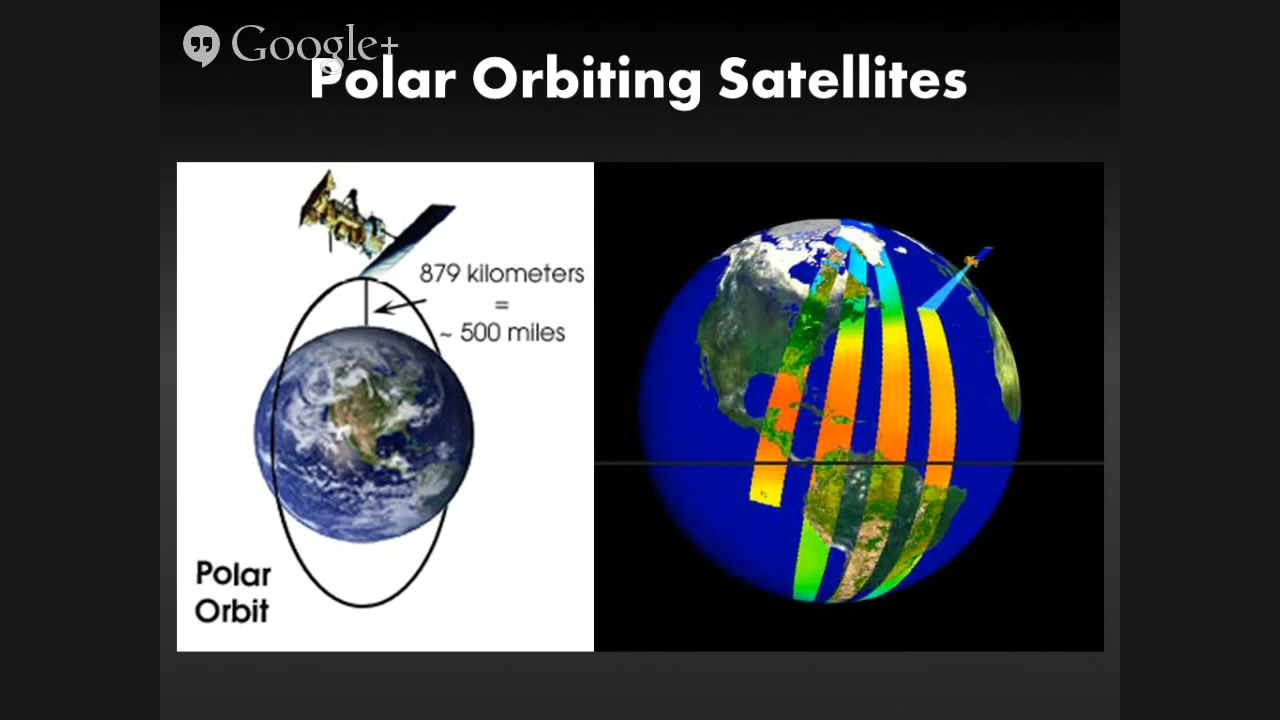 Google+
Polar Orbiting Satellites
879 kilometers
=
~ 500 miles
Polar
Orbit